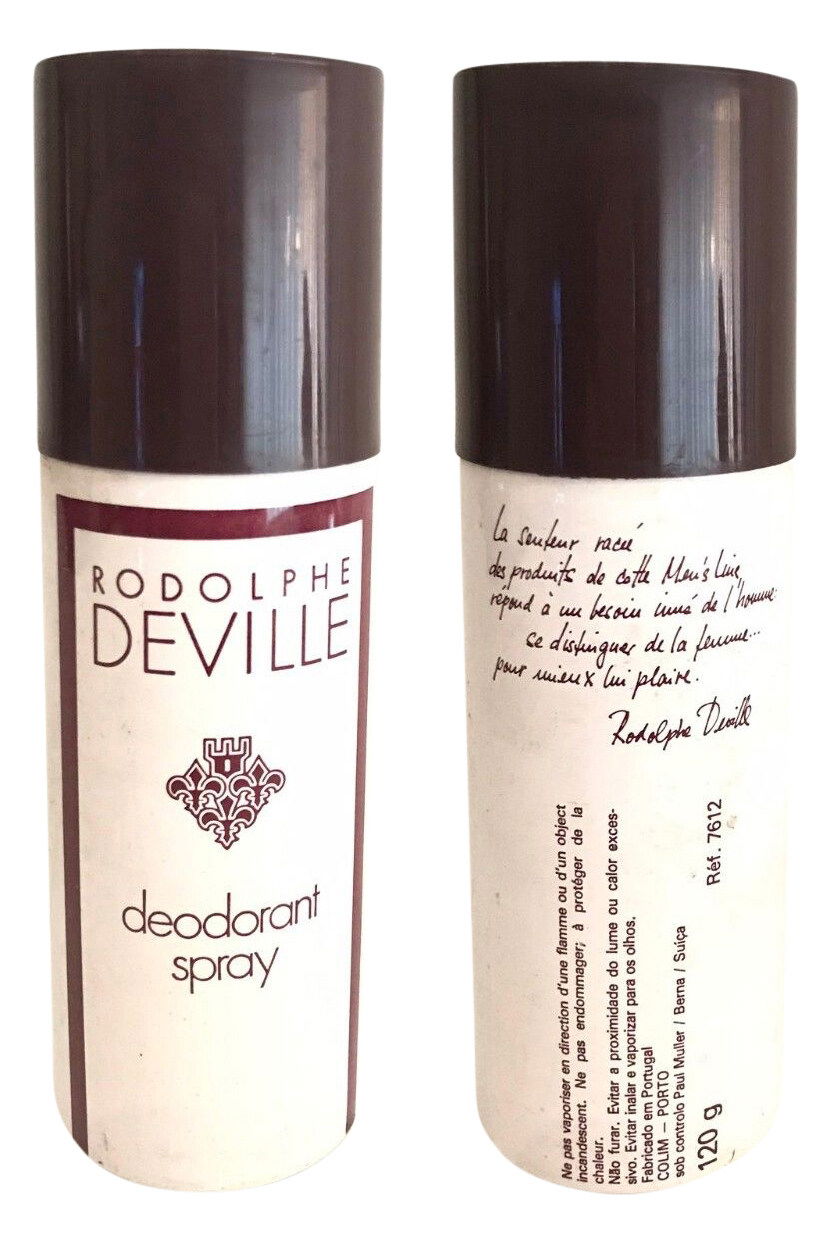 RODOLPHE
DEVILLE
deodorant
spray
La senteur racée
des produits de cette Men's Line,
répond à un besoin inné de l'homme:
se distinguer de la femme...
pour mieux lui plaire.
Rodolphe Deville
Ne pas vaporiser en direction d'une flamme ou d'un object
incandescent. Ne pas endommager; à protéger de la
chaleur.
Não furar. Evitar a proximidade do lume ou calor exces-
sivo. Evitar inalar e vaporizar para os olhos.
Fabricado em Portugal
COLIM – PORTO
sob controlo Paul Muller / Berna / Suíça
120 g
Réf. 7612